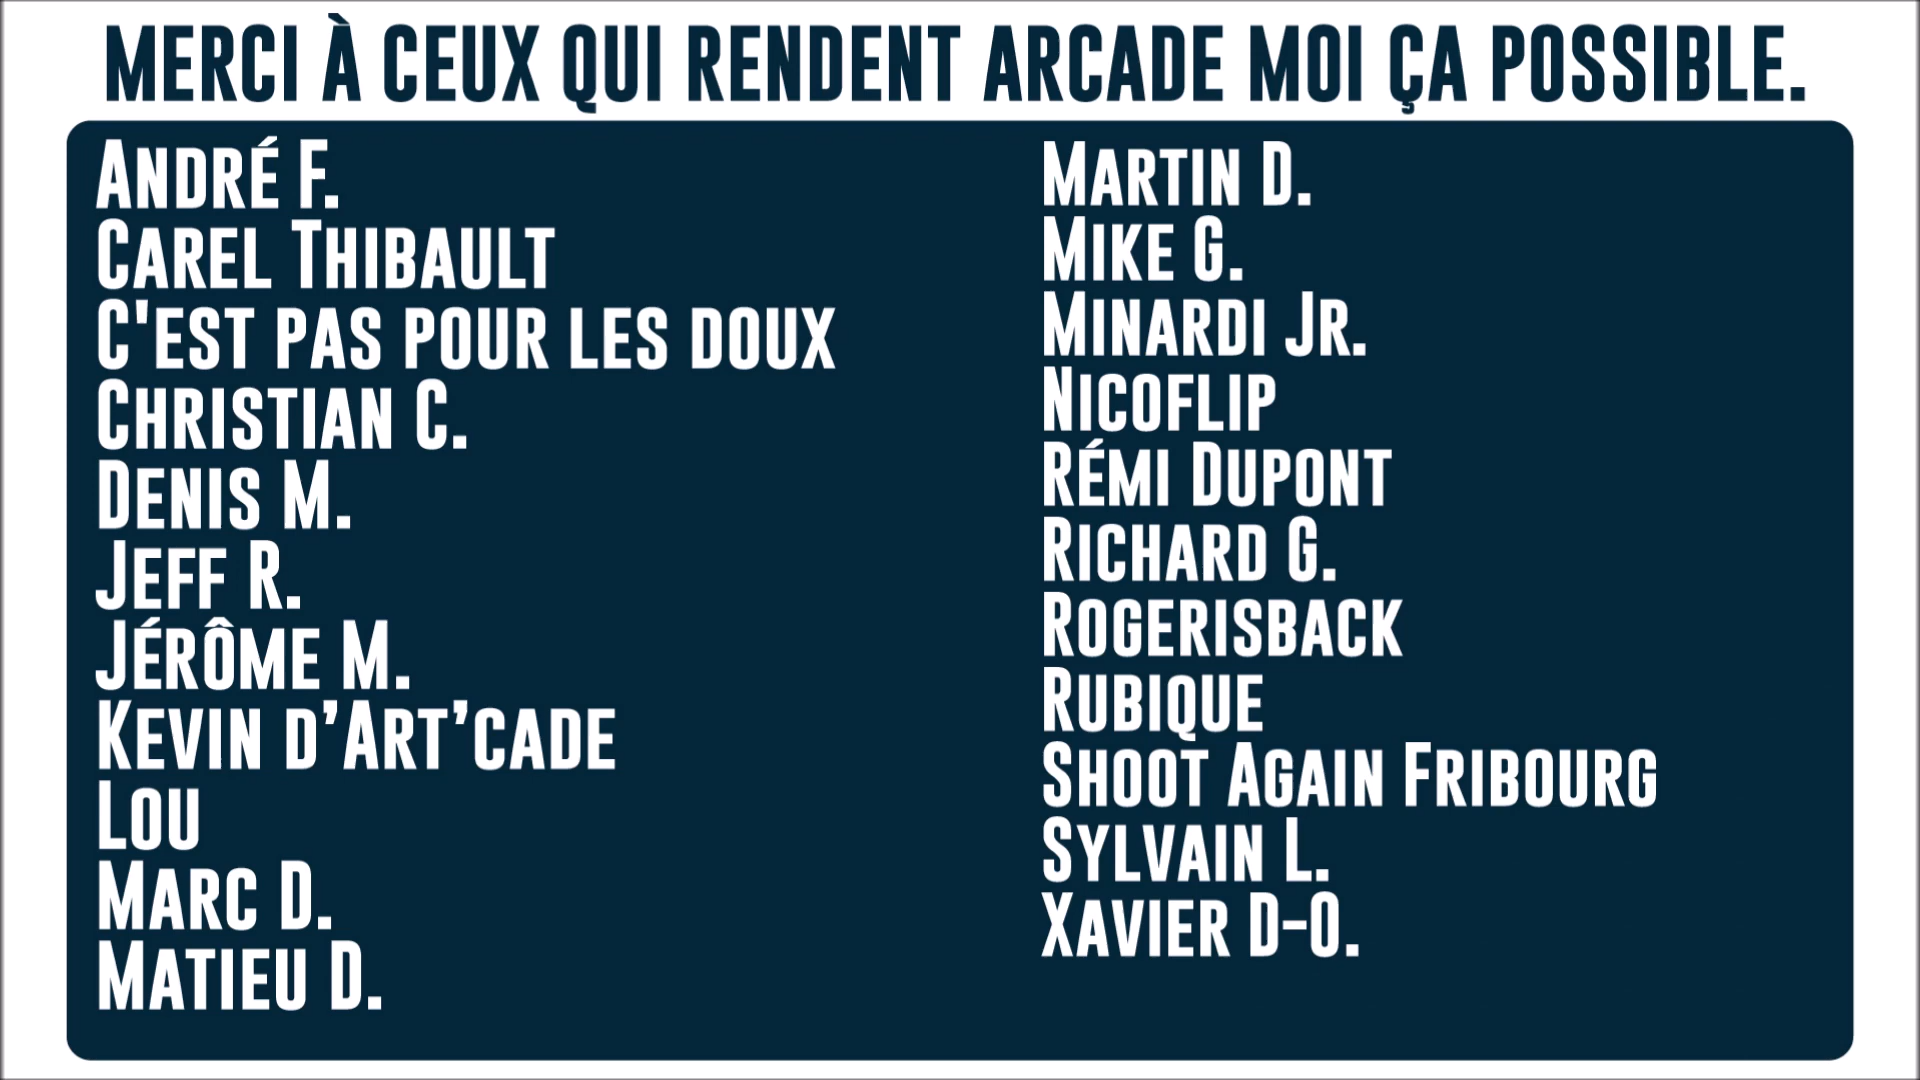 MERCI À CEUX QUI RENDENT ARCADE MOI ÇA POSSIBLE.
André F.
Carel Thibault
C'est pas pour les doux
Christian C.
Denis M.
Jeff R.
Jérôme M.
Kevin d’Art’cade
Lou
Marc D.
Matieu D.
Martin D.
Mike G.
Minardi Jr.
Nicoflip
Rémi Dupont
Richard G.
Rogerisback
Rubique
Shoot Again Fribourg
Sylvain L.
Xavier D-O.